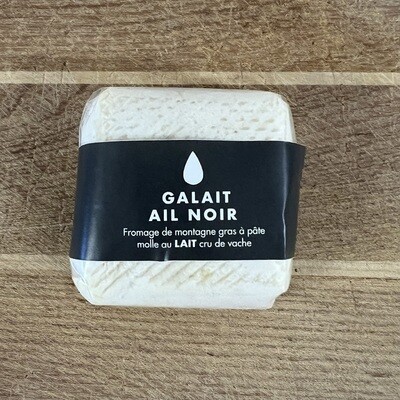 GALAIT
AIL NOIR
Fromage de montagne gras à pâte
molle au LAIT cru de vache